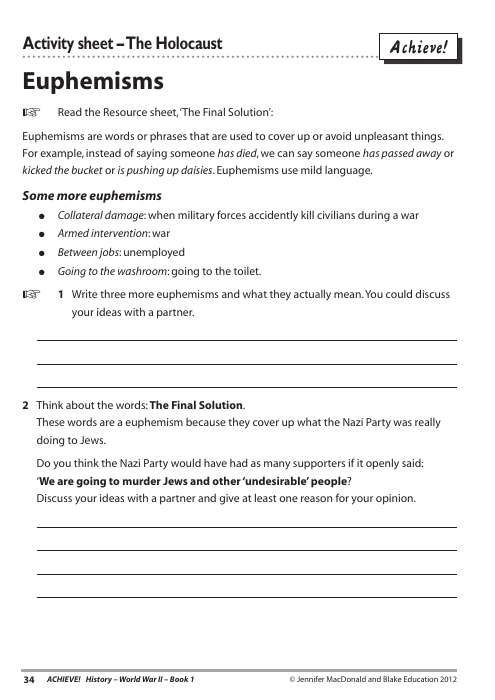 Activity sheet – The Holocaust
Achieve!
Euphemisms
Read the Resource sheet, 'The Final Solution':
Euphemisms are words or phrases that are used to cover up or avoid unpleasant things.
For example, instead of saying someone has died, we can say someone has passed away or
kicked the bucket or is pushing up daisies. Euphemisms use mild language.
Some more euphemisms
● Collateral damage: when military forces accidently kill civilians during a war
● Armed intervention: war
● Between jobs: unemployed
● Going to the washroom: going to the toilet.
1 Write three more euphemisms and what they actually mean. You could discuss
your ideas with a partner.
2 Think about the words: The Final Solution.
These words are a euphemism because they cover up what the Nazi Party was really
doing to Jews.
Do you think the Nazi Party would have had as many supporters if it openly said:
'We are going to murder Jews and other 'undesirable' people?
Discuss your ideas with a partner and give at least one reason for your opinion.
34 ACHIEVE! History – World War II – Book 1
© Jennifer MacDonald and Blake Education 2012